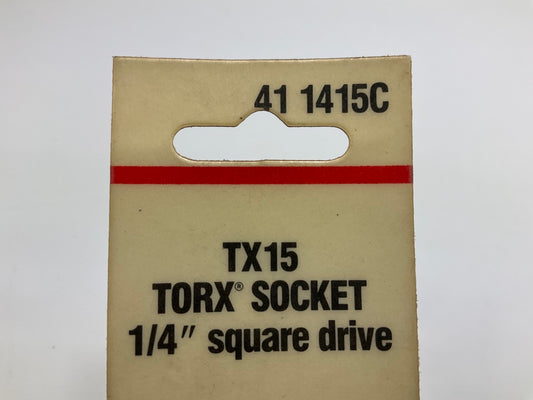 41 1415C
TX15
TORX® SOCKET
1/4" square drive